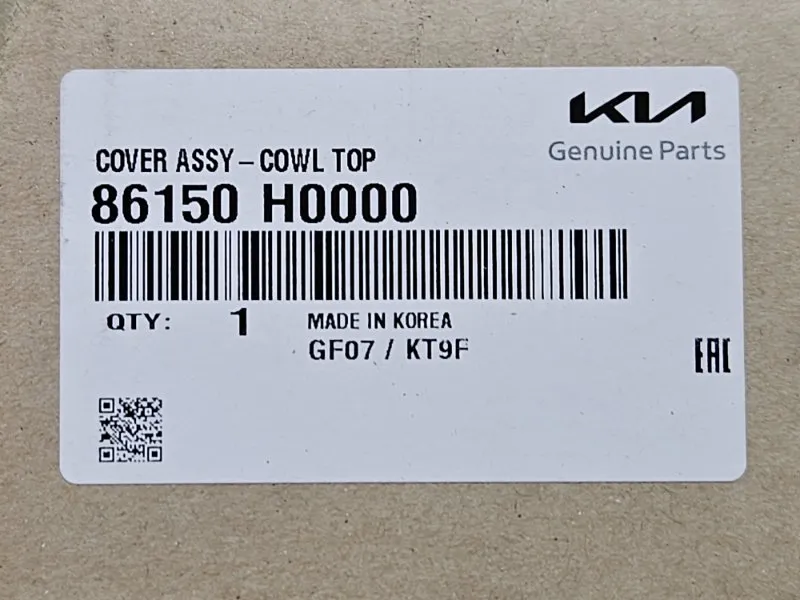 KIA
Genuine Parts
COVER ASSY – COWL TOP
86150 H0000
QTY: 1 MADE IN KOREA
GF07 / KT9F
EAC